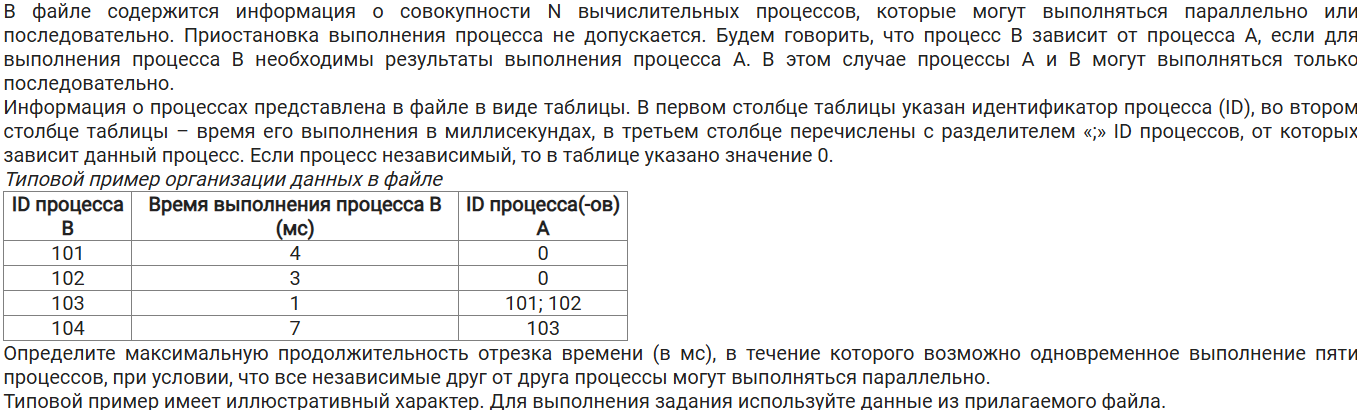 В файле содержится информация о совокупности N вычислительных процессов, которые могут выполняться параллельно или
последовательно. Приостановка выполнения процесса не допускается. Будем говорить, что процесс B зависит от процесса A, если для
выполнения процесса B необходимы результаты выполнения процесса A. В этом случае процессы A и B могут выполняться только
последовательно.
Информация о процессах представлена в файле в виде таблицы. В первом столбце таблицы указан идентификатор процесса (ID), во втором
столбце таблицы – время его выполнения в миллисекундах, в третьем столбце перечислены с разделителем «;» ID процессов, от которых
зависит данный процесс. Если процесс независимый, то в таблице указано значение 0.
Типовой пример организации данных в файле
ID процесса B Время выполнения процесса B (мс) ID процесса(-ов) A
101 4 0
102 3 0
103 1 101; 102
104 7 103
Определите максимальную продолжительность отрезка времени (в мс), в течение которого возможно одновременное выполнение пяти
процессов, при условии, что все независимые друг от друга процессы могут выполняться параллельно.
Типовой пример имеет иллюстративный характер. Для выполнения задания используйте данные из прилагаемого файла.